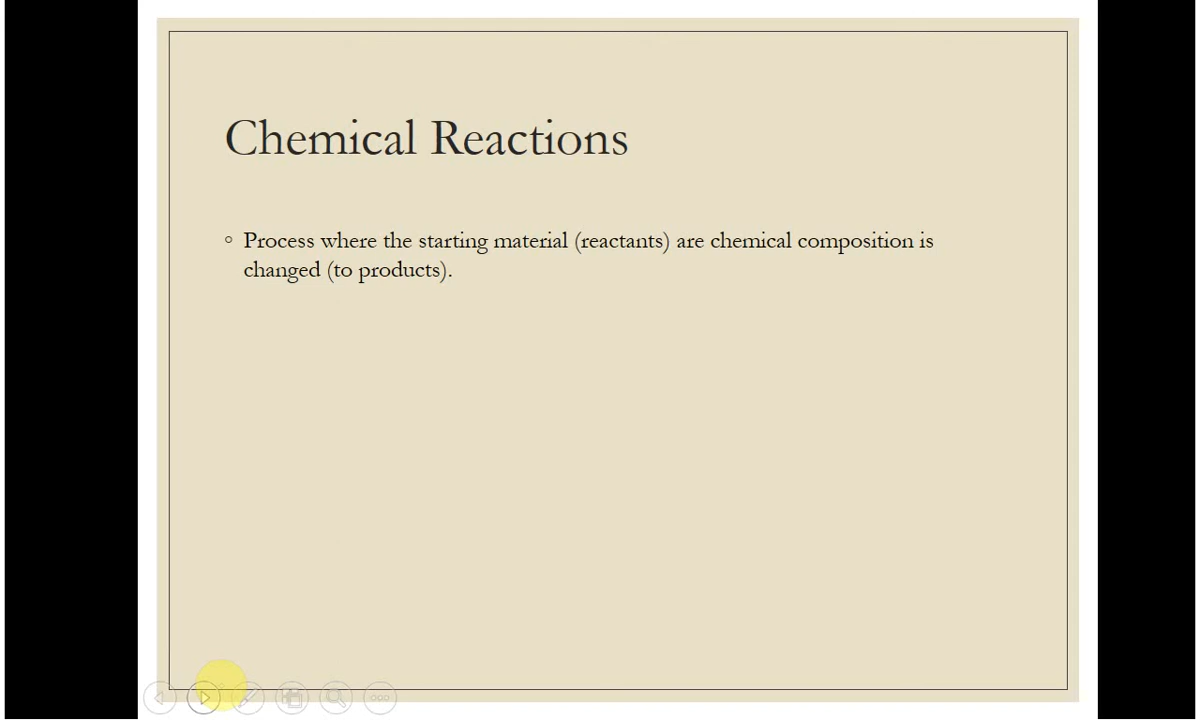 Chemical Reactions
◦ Process where the starting material (reactants) are chemical composition is
changed (to products).